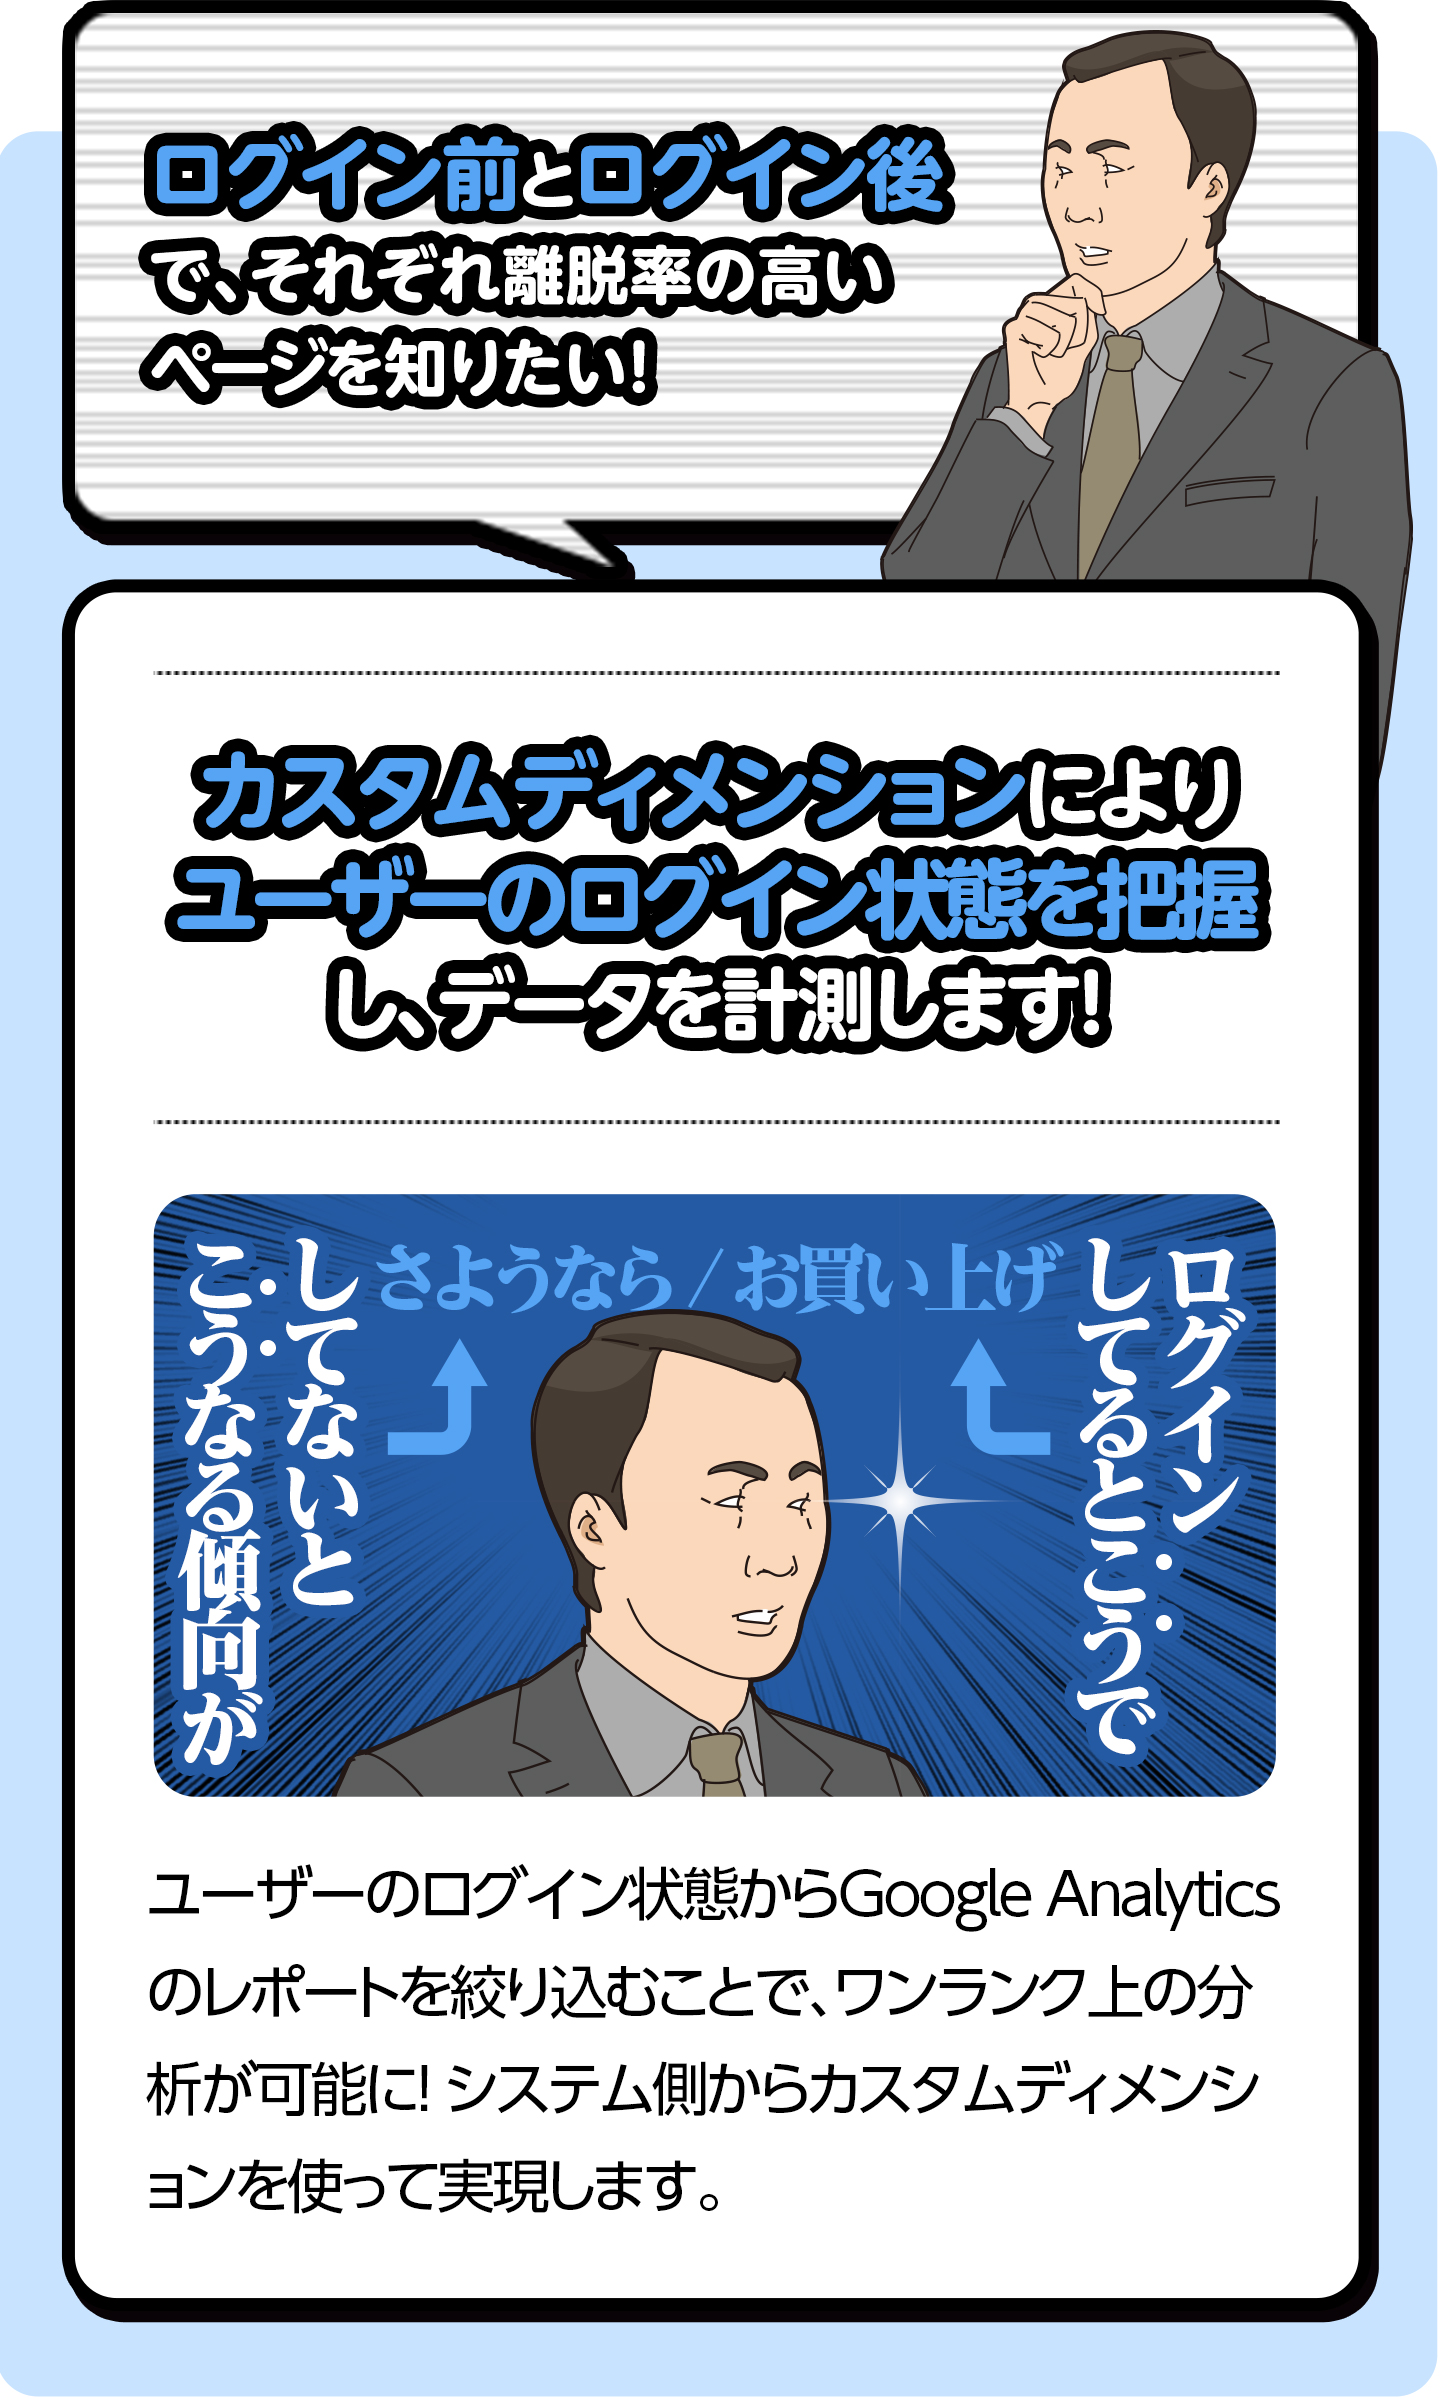 ログイン前とログイン後
で、それぞれ離脱率の高い
ページを知りたい!
カスタムディメンションにより
ユーザーのログイン状態を把握
し、データを計測します!
ログイン
してるとこうで
お買い上げ
/
さようなら
してないと
こうなる傾向が
ユーザーのログイン状態からGoogle Analytics
のレポートを絞り込むことで、ワンランク上の分
析が可能に! システム側からカスタムディメンシ
ョンを使って実現します。